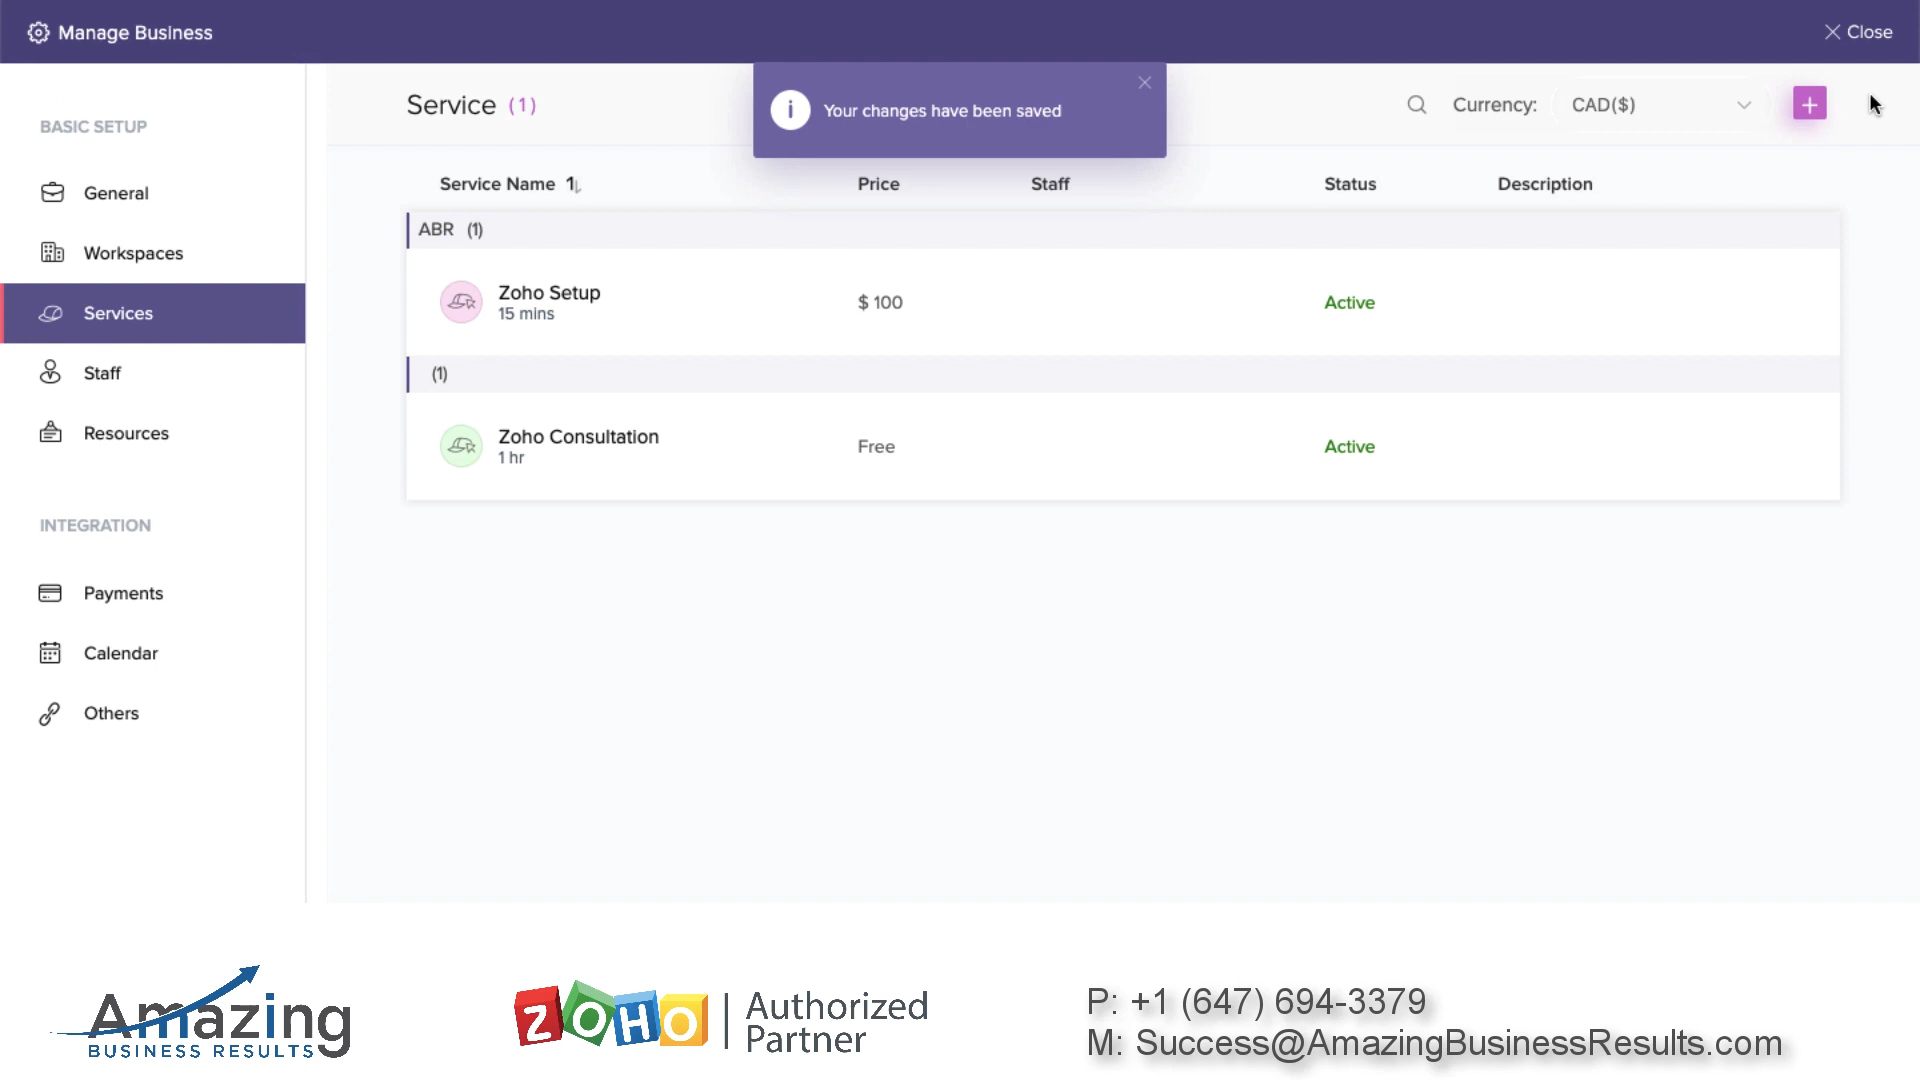 Manage Business
Close
Service (1)
Your changes have been saved
Currency: CAD($)
BASIC SETUP
General
Workspaces
Services
Staff
Resources
INTEGRATION
Payments
Calendar
Others
Service Name Price Staff Status Description
ABR (1)
Zoho Setup
15 mins
$ 100
Active
(1)
Zoho Consultation
1 hr
Free
Active
Amazing
BUSINESS RESULTS
ZOHO
Authorized
Partner
P: +1 (647) 694-3379
M: Success@AmazingBusinessResults.com